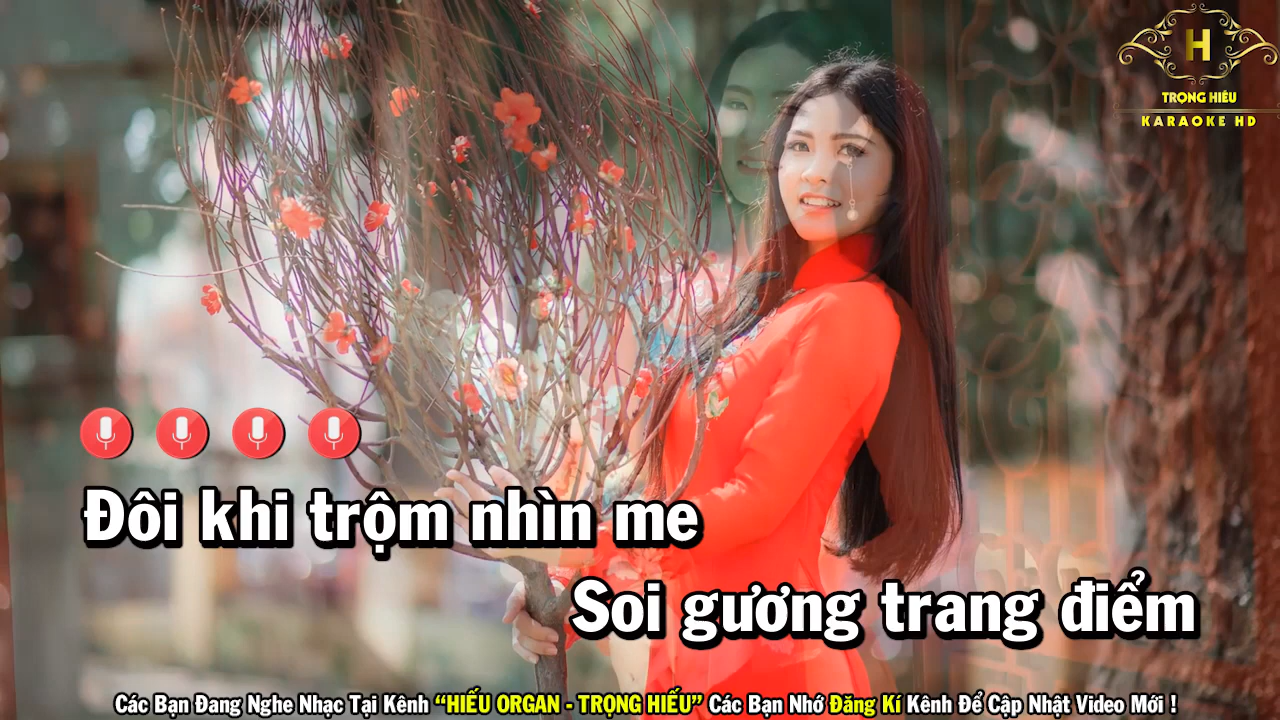 H
TRỌNG HIẾU
KARAOKE HD
Đôi khi trộm nhìn me
Soi gương trang điểm
Các Bạn Đang Nghe Nhạc Tại Kênh “HIẾU ORGAN - TRỌNG HIẾU” Các Bạn Nhớ Đăng Kí Kênh Để Cập Nhật Video Mới !